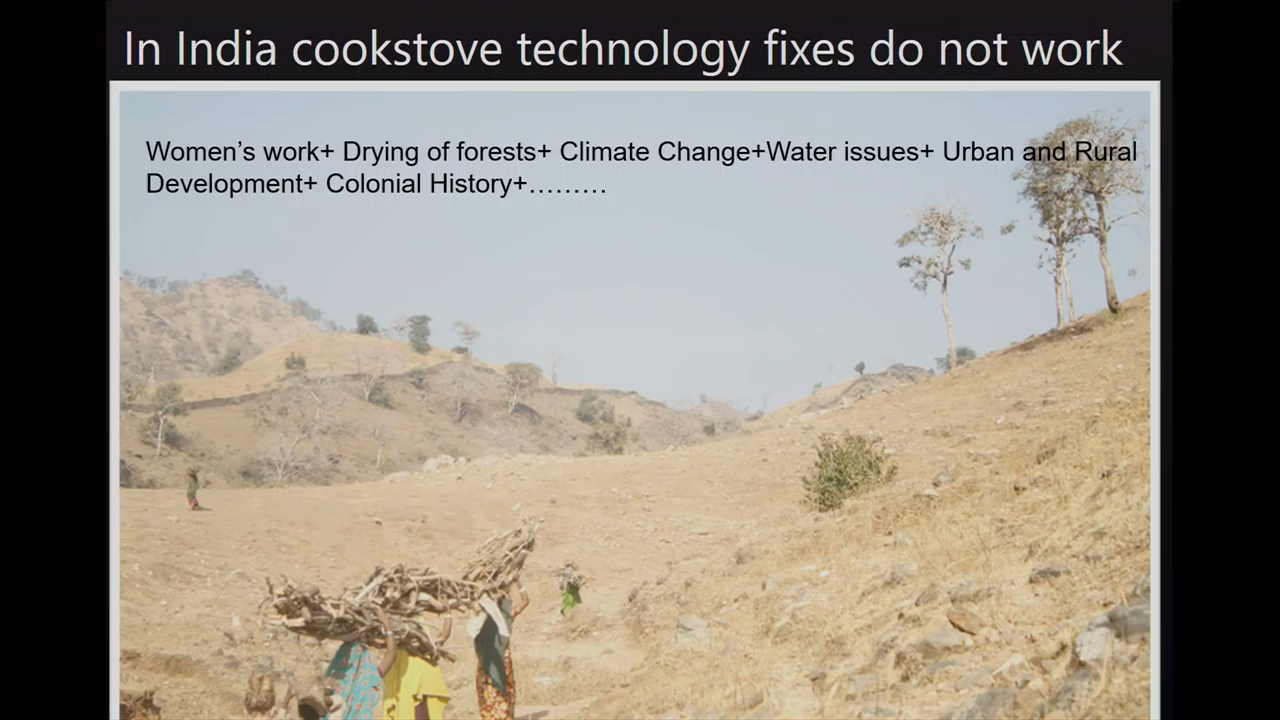 In India cookstove technology fixes do not work
Women’s work+ Drying of forests+ Climate Change+Water issues+ Urban and Rural
Development+ Colonial History+………